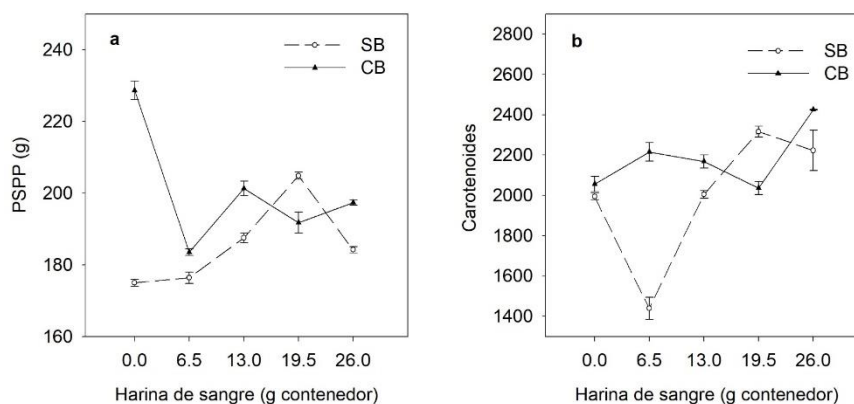 a
SB
CB
240
220
200
180
160
PSPP (g)
0.0 6.5 13.0 19.5 26.0
Harina de sangre (g contenedor)
b
SB
CB
2800
2600
2400
2200
2000
1800
1600
1400
Carotenoides
0.0 6.5 13.0 19.5 26.0
Harina de sangre (g contenedor)